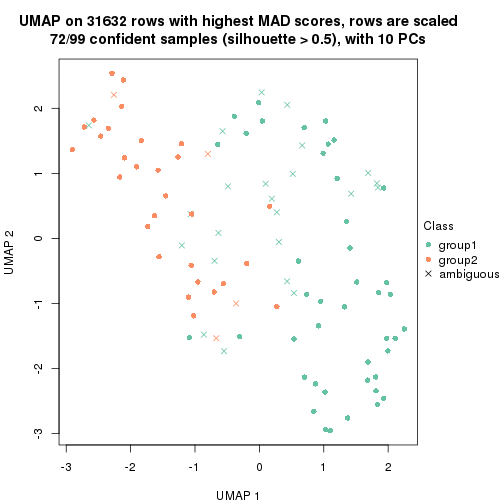 UMAP on 31632 rows with highest MAD scores, rows are scaled
72/99 confident samples (silhouette > 0.5), with 10 PCs
2
1
0
-1
-2
-3
UMAP 2
-3
-2
-1
0
1
2
UMAP 1
Class
group1
group2
ambiguous